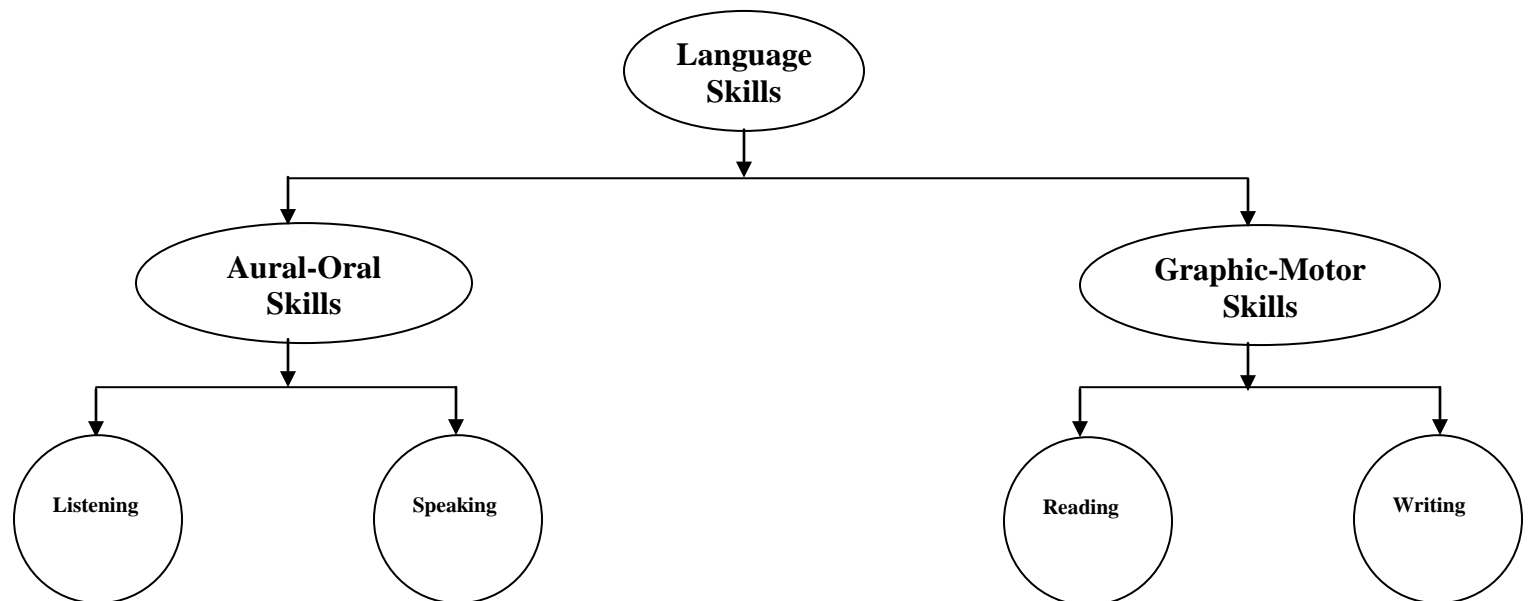 Language
Skills
Aural-Oral
Skills
Graphic-Motor
Skills
Listening
Speaking
Reading
Writing